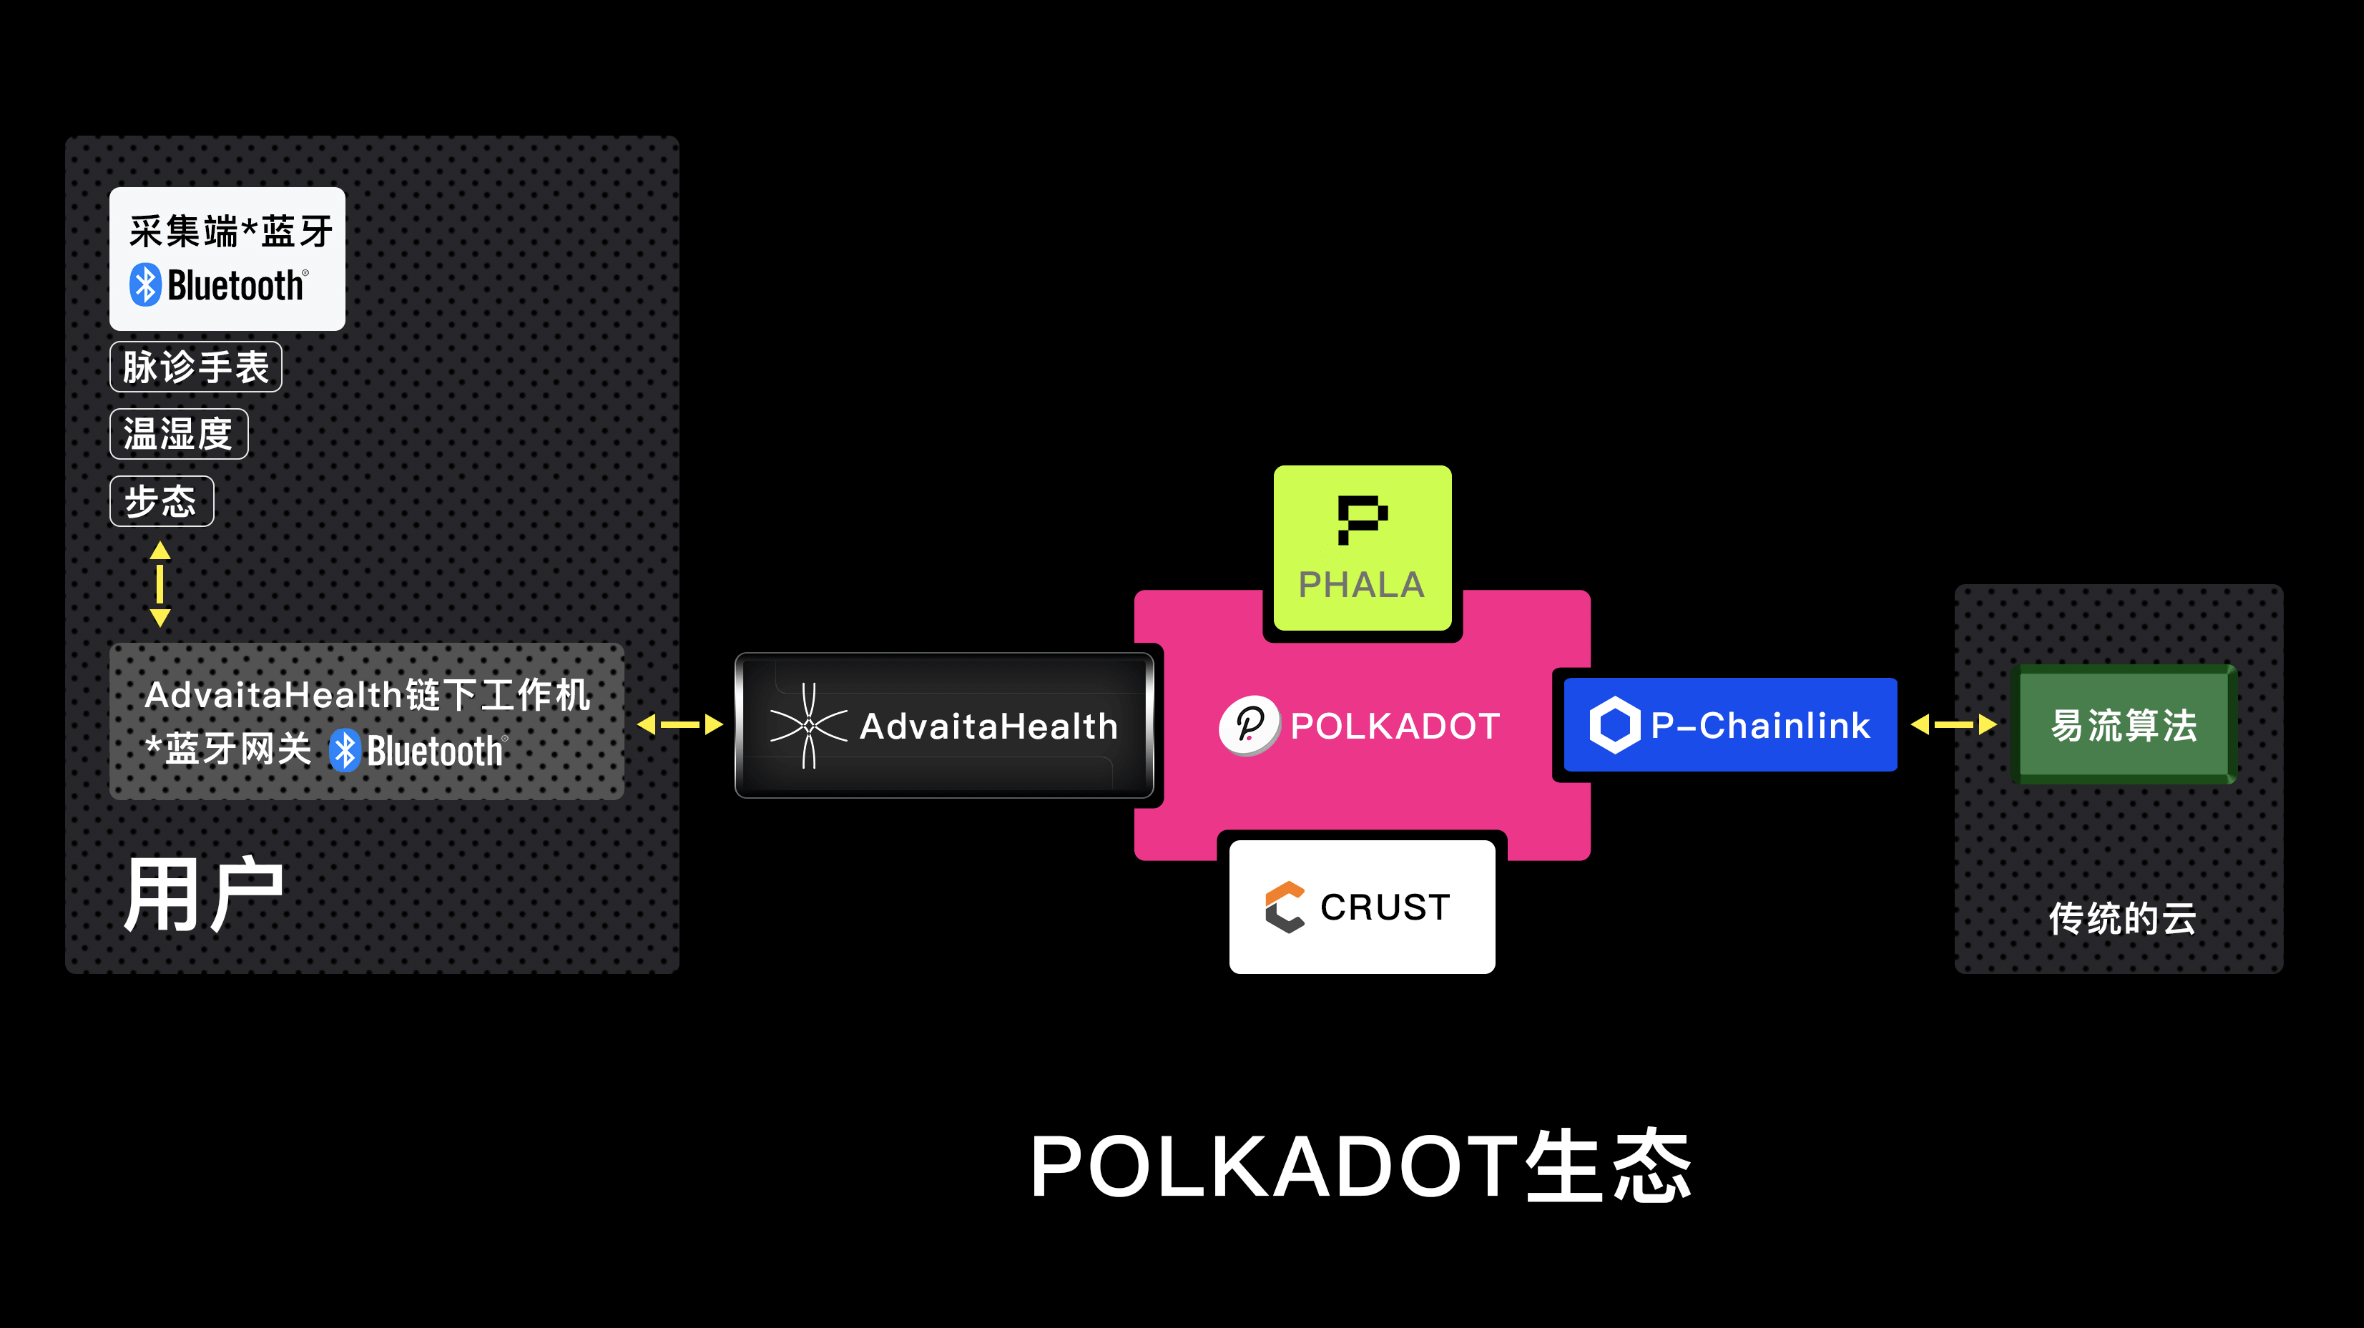 采集端*蓝牙
Bluetooth®
脉诊手表
温湿度
步态
AdvaitaHealth链下工作机
*蓝牙网关 Bluetooth®
用户
AdvaitaHealth
PHALA
POLKADOT
P-Chainlink
CRUST
易流算法
传统的云
POLKADOT生态